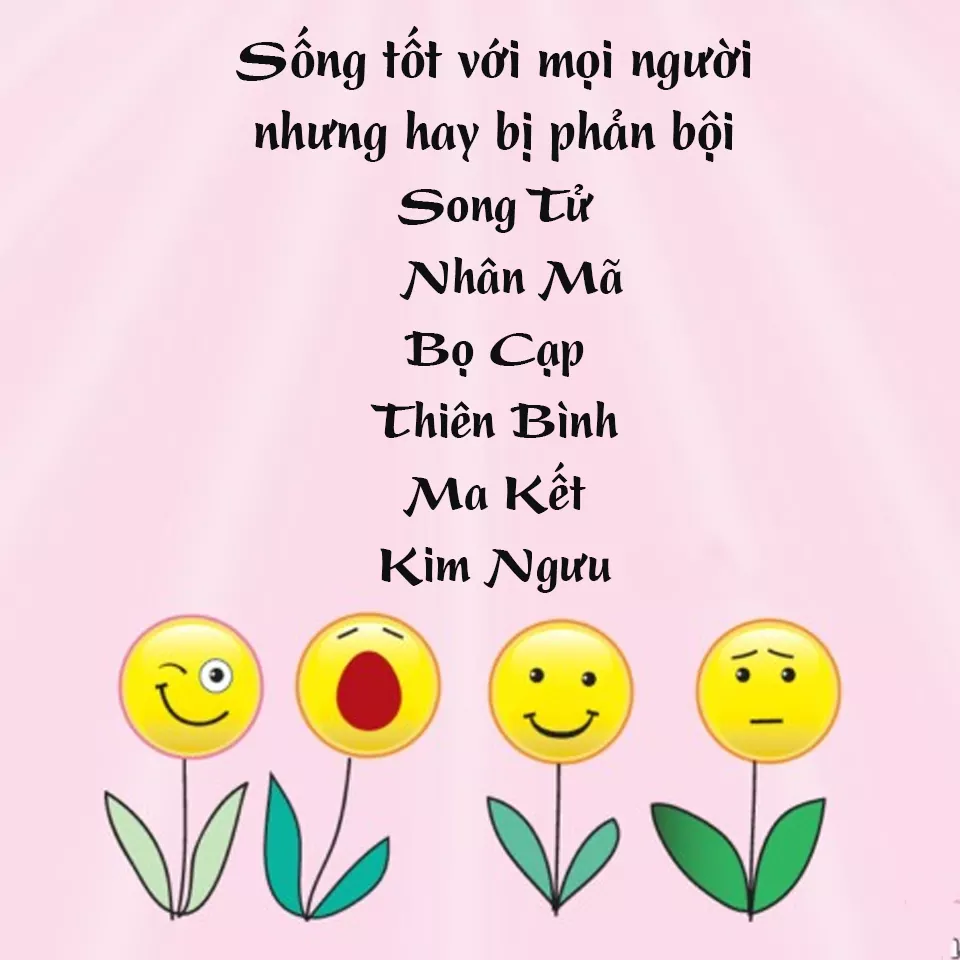 Sống tốt với mọi người
nhưng hay bị phản bội
Song Tử
Nhân Mã
Bọ Cạp
Thiên Bình
Ma Kết
Kim Ngưu